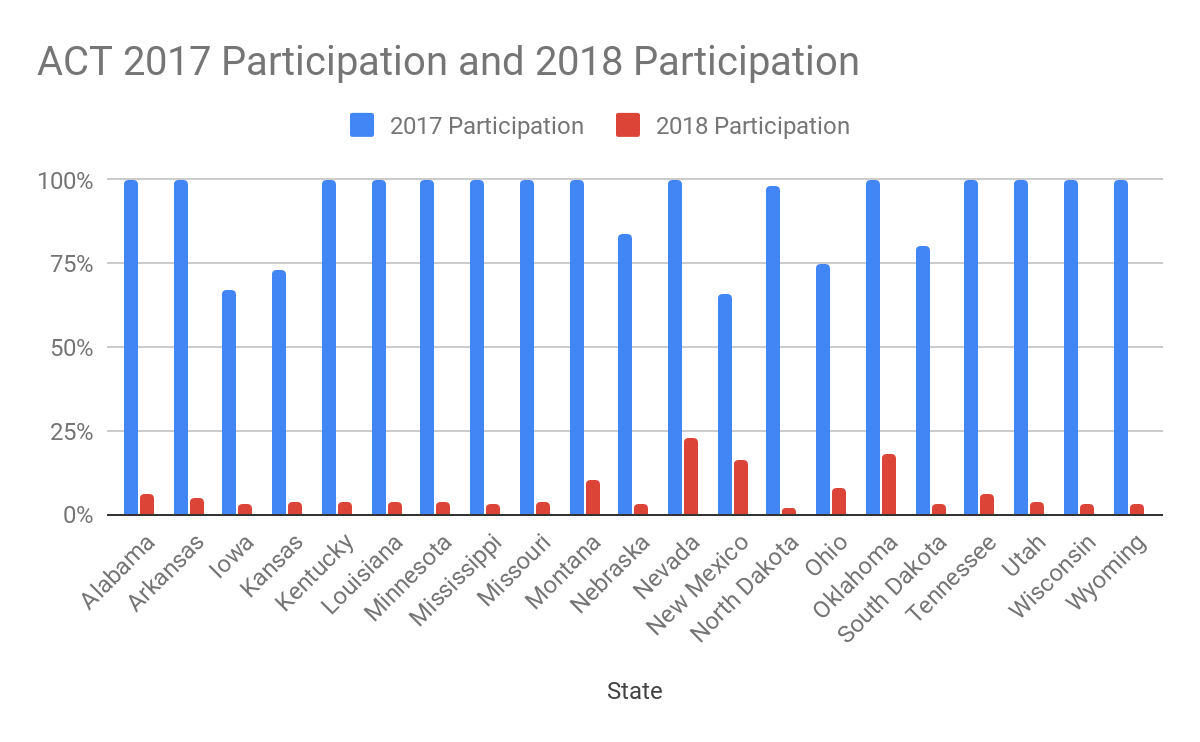 ACT 2017 Participation and 2018 Participation
2017 Participation
2018 Participation
100%
75%
50%
25%
0%
Alabama
Arkansas
Iowa
Kansas
Kentucky
Louisiana
Minnesota
Mississippi
Missouri
Montana
Nebraska
Nevada
New Mexico
North Dakota
Ohio
Oklahoma
South Dakota
Tennessee
Utah
Wisconsin
Wyoming
State